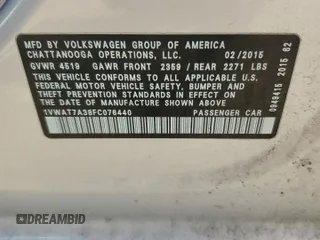 MFD BY VOLKSWAGEN GROUP OF AMERICA
CHATTANOOGA OPERATIONS, LLC. 02/2015
GVWR 4519 GAWR FRONT 2359 / REAR 2271 LBS
THIS VEHICLE CONFORMS TO ALL APPLICABLE U.S.
FEDERAL MOTOR VEHICLE SAFETY, BUMPER AND
THEFT PREVENTION STANDARDS IN EFFECT ON THE
DATE OF MANUFACTURE SHOWN ABOVE.
1VWAT7A38FC076440 PASSENGER CAR
0949415 2015 62
DREAMBID